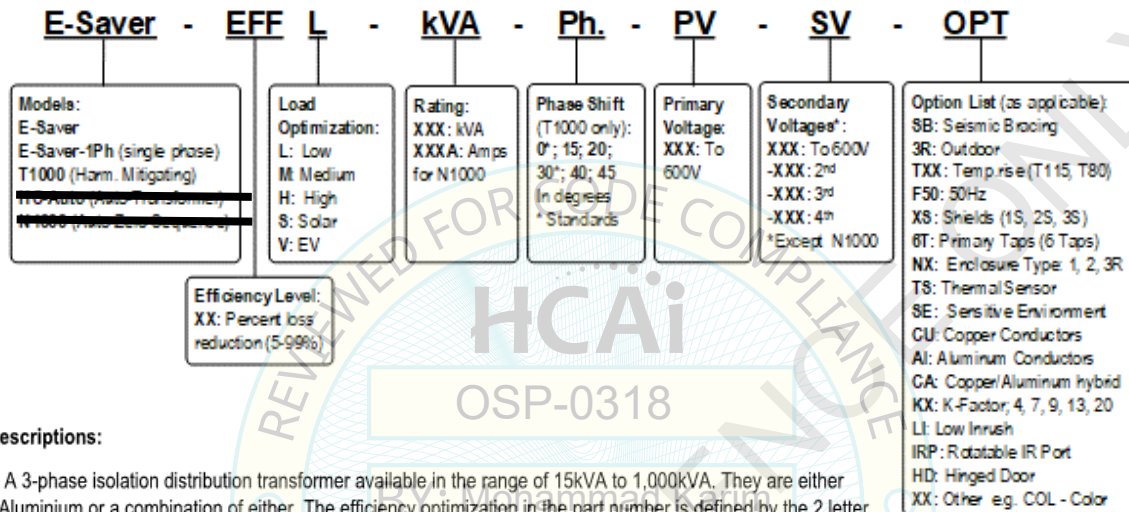 E-Saver - EFF L - kVA - Ph. - PV - SV - OPT
Models:
E-Saver
E-Saver-1Ph (single phase)
T1000 (Harm. Mitigating)
Efficiency Level:
XX: Percent loss
reduction (5-99%)
Load
Optimization:
L: Low
M: Medium
H: High
S: Solar
V: EV
Rating:
XXX: kVA
XXXA: Amps
for N1000
Phase Shift
(T1000 only):
0*; 15; 20;
30*; 40; 45
In degrees
* Standards
Primary
Voltage:
XXX: To
600V
Secondary
Voltages*:
XXX: To 600V
-XXX: 2nd
-XXX: 3rd
-XXX: 4th
*Except N1000
Option List (as applicable):
SB: Seismic Bracing
3R: Outdoor
TXX: Temp.rise (T115, T80)
F50: 50Hz
XS: Shields (1S, 2S, 3S)
6T: Primary Taps (6 Taps)
NX: Enclosure Type: 1, 2, 3R
TS: Thermal Sensor
SE: Sensitive Environment
CU: Copper Conductors
Al: Aluminum Conductors
CA: Copper/Aluminum hybrid
KX: K-Factor; 4, 7, 9, 13, 20
LI: Low Inrush
IRP: Rotatable IR Port
HD: Hinged Door
XX: Other e.g. COL - Color
REVIEWED FOR CODE COMPLIANCE
HCAi
OSP-0318
BY: Mohammad Karim
escriptions:
A 3-phase isolation distribution transformer available in the range of 15kVA to 1,000kVA. They are either
Aluminium or a combination of either. The efficiency optimization in the part number is defined by the 2 letter